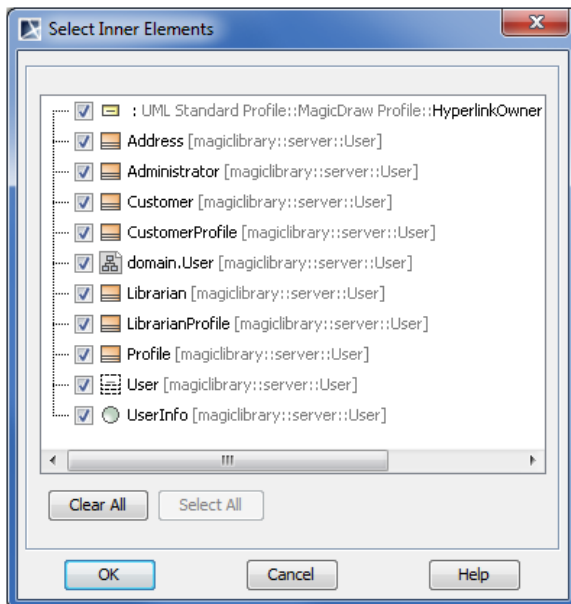 Select Inner Elements
: UML Standard Profile::MagicDraw Profile::HyperlinkOwner
Address [magiclibrary::server::User]
Administrator [magiclibrary::server::User]
Customer [magiclibrary::server::User]
CustomerProfile [magiclibrary::server::User]
domain.User [magiclibrary::server::User]
Librarian [magiclibrary::server::User]
LibrarianProfile [magiclibrary::server::User]
Profile [magiclibrary::server::User]
User [magiclibrary::server::User]
UserInfo [magiclibrary::server::User]
Clear All Select All
OK Cancel Help